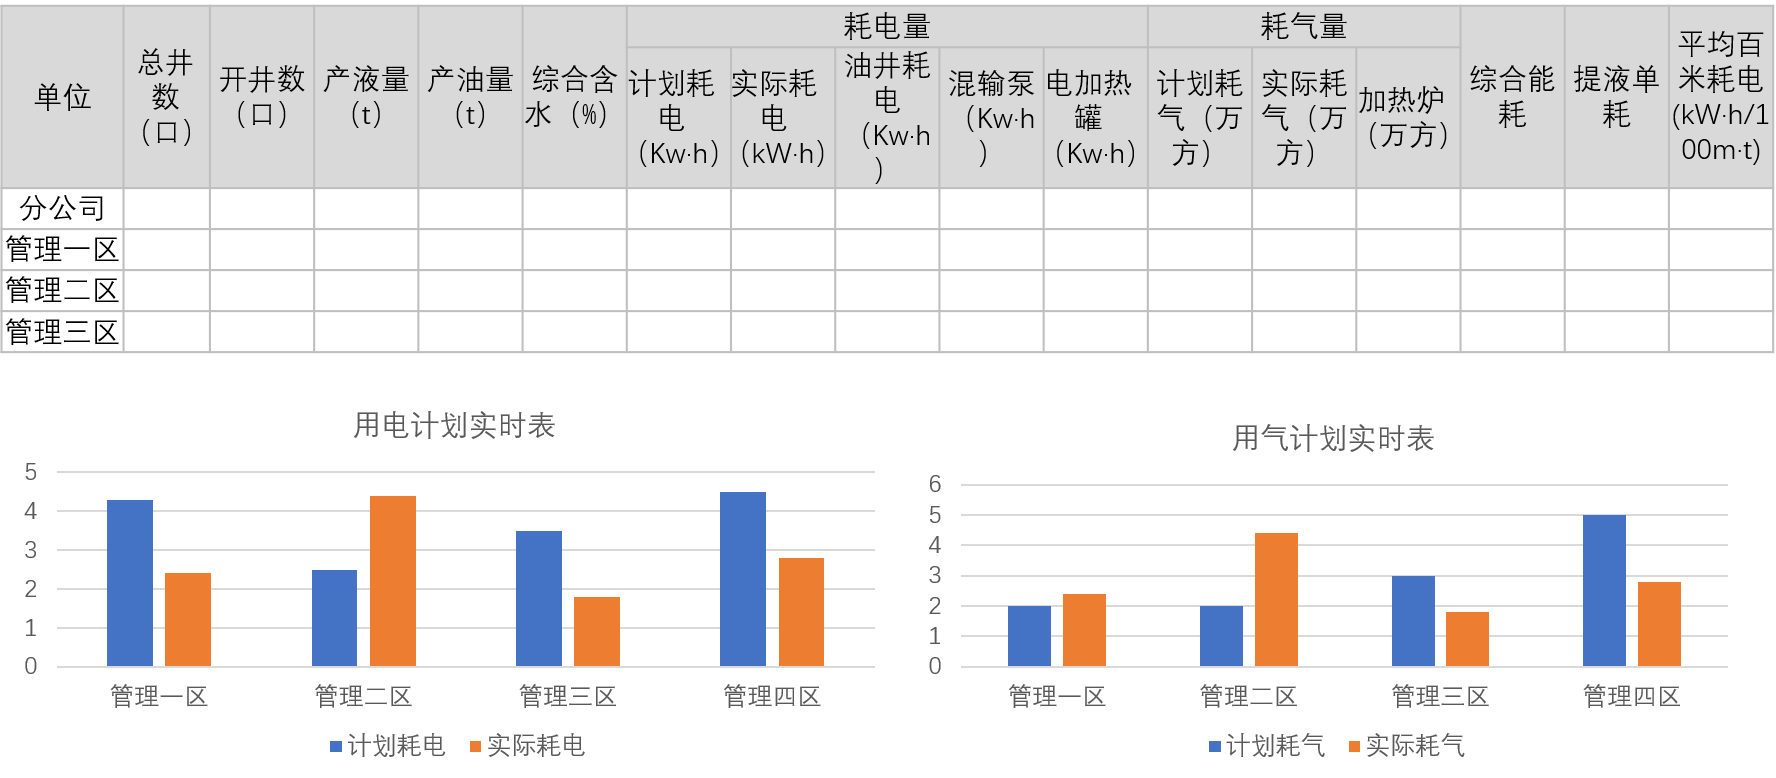 单位
总井
数
（口）
开井数
（口）
产液量
(t)
产油量
(t)
综合含
水（%）
耗电量
计划耗
电
（Kw·h）
实际耗
电
（kW·h）
油井耗
电
（Kw·h
）
混输泵
（Kw·h
）
电加热
罐
（Kw·h）
耗气量
计划耗
气（万
方）
实际耗
气（万
方）
加热炉
（万方）
综合能
耗
提液单
耗
平均百
米耗电
(kW·h/1
00m·t)
分公司
管理一区
管理二区
管理三区
用电计划实时表
5
4
3
2
1
0
管理一区 管理二区 管理三区 管理四区
计划耗电 实际耗电
用气计划实时表
6
5
4
3
2
1
0
管理一区 管理二区 管理三区 管理四区
计划耗气 实际耗气